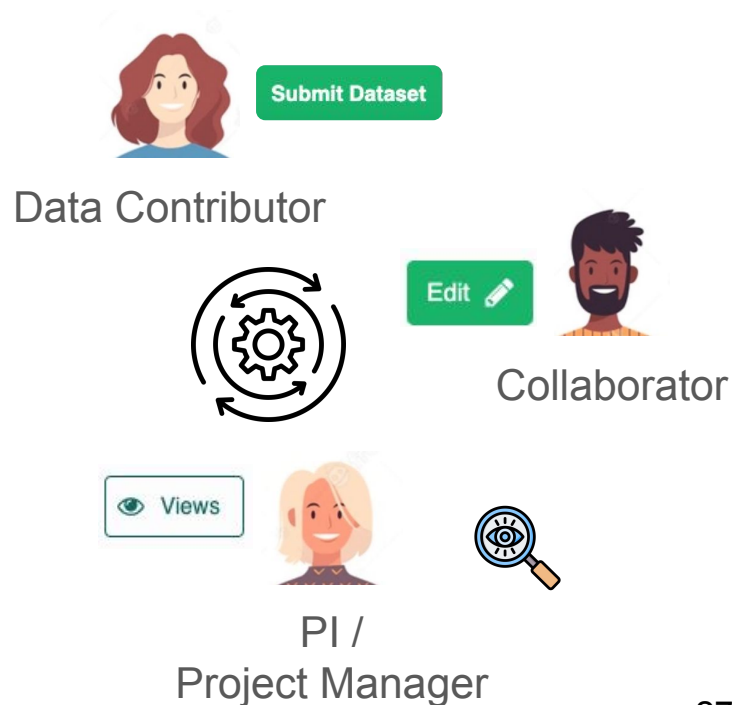 Submit Dataset
Data Contributor
Edit
Collaborator
Views
PI /
Project Manager